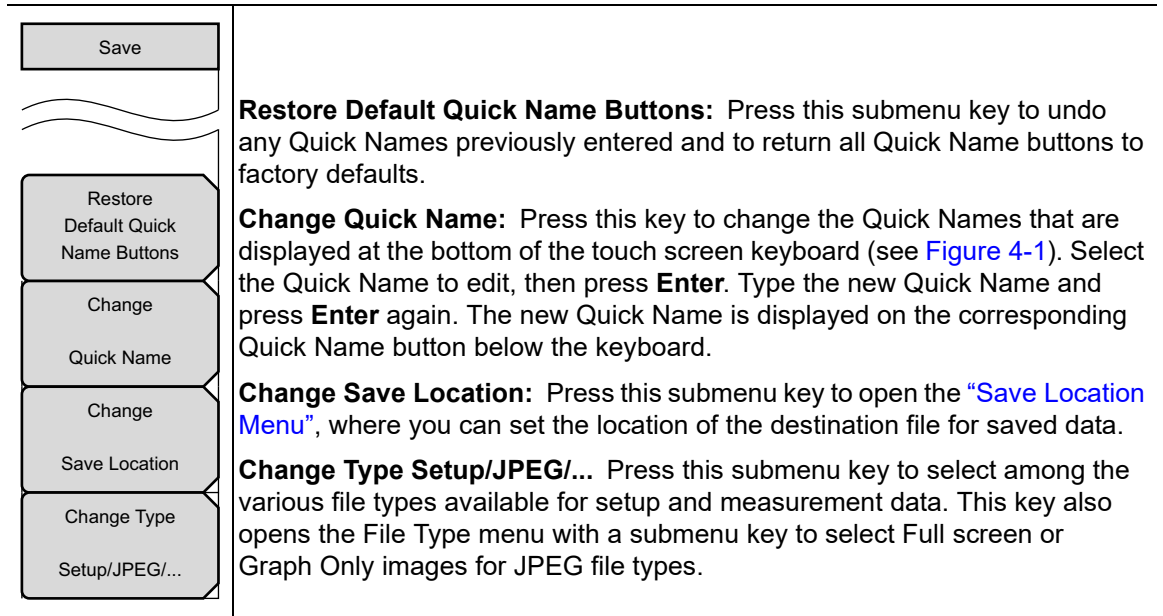 Save
Restore
Default Quick
Name Buttons
Change
Quick Name
Change
Save Location
Change Type
Setup/JPEG/...
Restore Default Quick Name Buttons: Press this submenu key to undo
any Quick Names previously entered and to return all Quick Name buttons to
factory defaults.
Change Quick Name: Press this key to change the Quick Names that are
displayed at the bottom of the touch screen keyboard (see Figure 4-1). Select
the Quick Name to edit, then press Enter. Type the new Quick Name and
press Enter again. The new Quick Name is displayed on the corresponding
Quick Name button below the keyboard.
Change Save Location: Press this submenu key to open the “Save Location
Menu”, where you can set the location of the destination file for saved data.
Change Type Setup/JPEG/... Press this submenu key to select among the
various file types available for setup and measurement data. This key also
opens the File Type menu with a submenu key to select Full screen or
Graph Only images for JPEG file types.